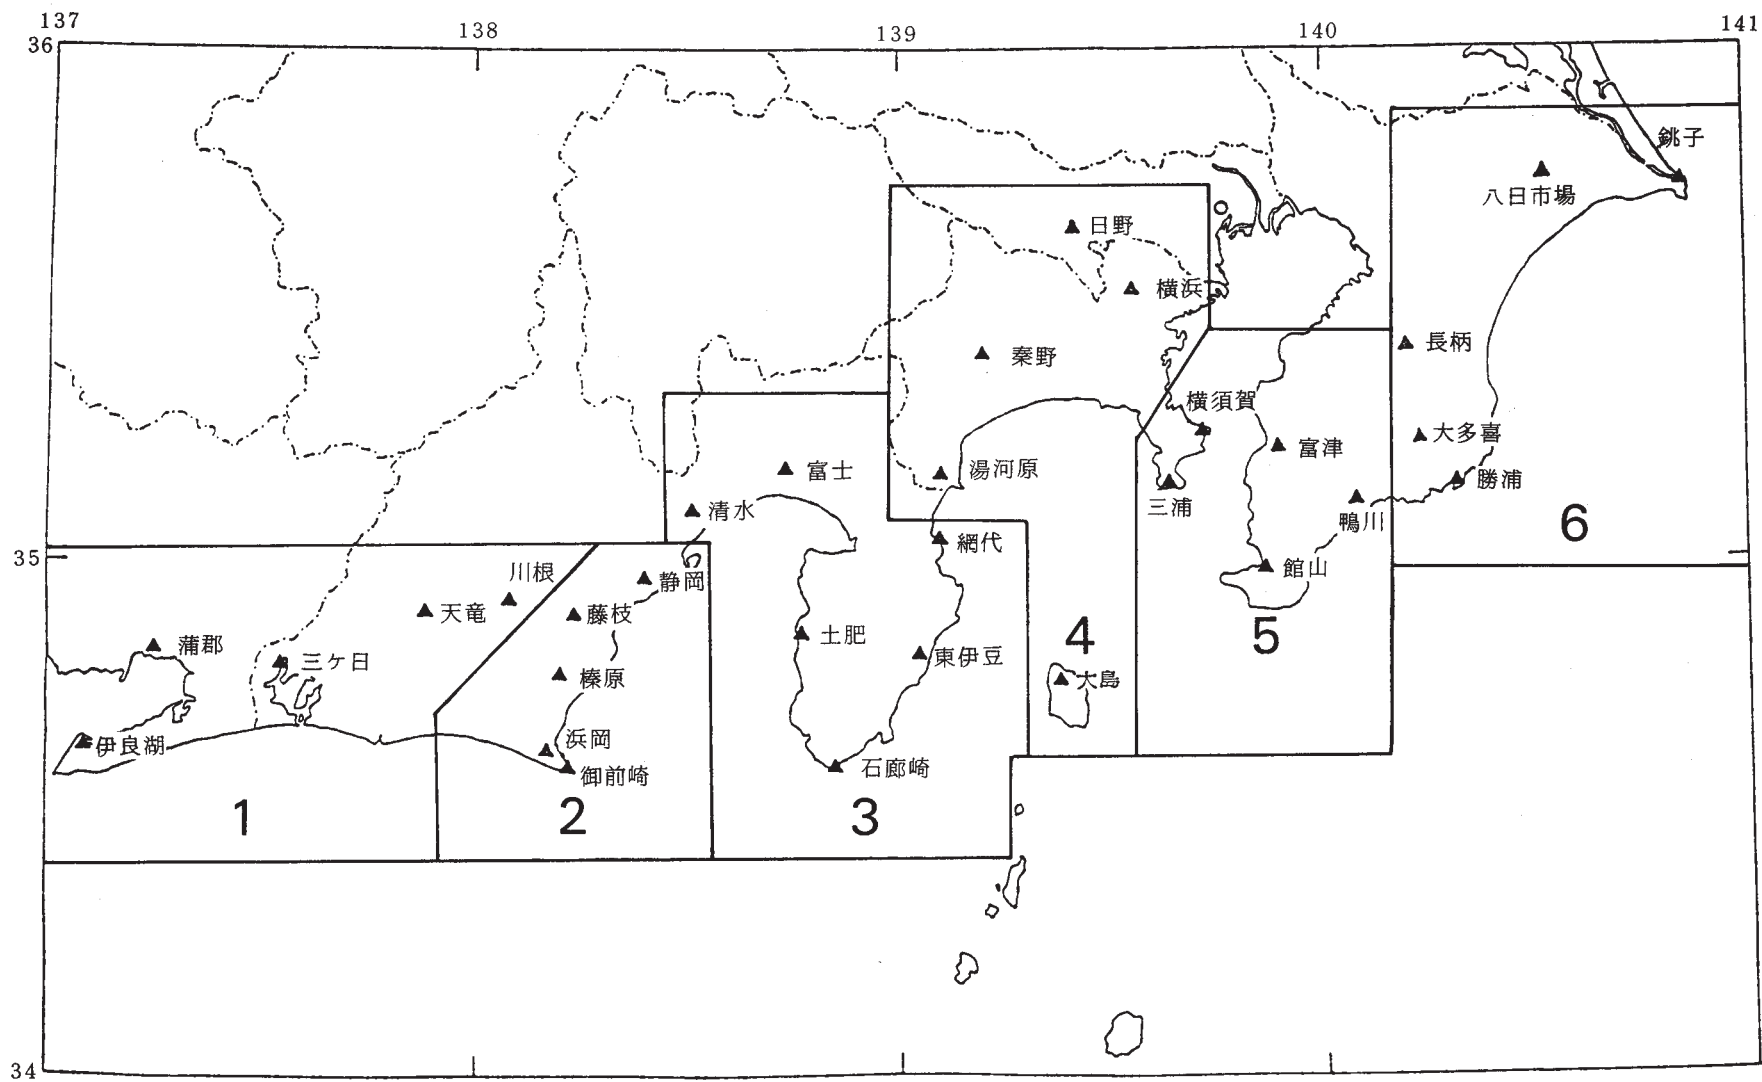 137
138
139
140
141
36
銚子
八日市場
日野
横浜
長柄
秦野
横須賀
大多喜
富津
富士
湯河原
勝浦
清水
三浦
鴨川
6
35
網代
川根
静岡
館山
天竜
藤枝
土肥
4
5
蒲郡
三ケ日
東伊豆
榛原
大島
伊良湖
浜岡
御前崎
石廊崎
1
2
3
34